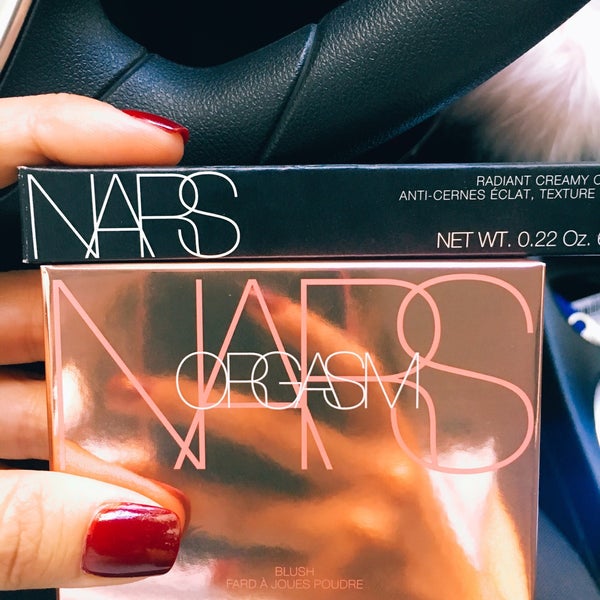 NARS
RADIANT CREAMY
ANTI-CERNES ÉCLAT, TEXTURE
NET WT. 0.22 Oz.
NARS
ORGASM
BLUSH
FARD À JOUES POUDRE